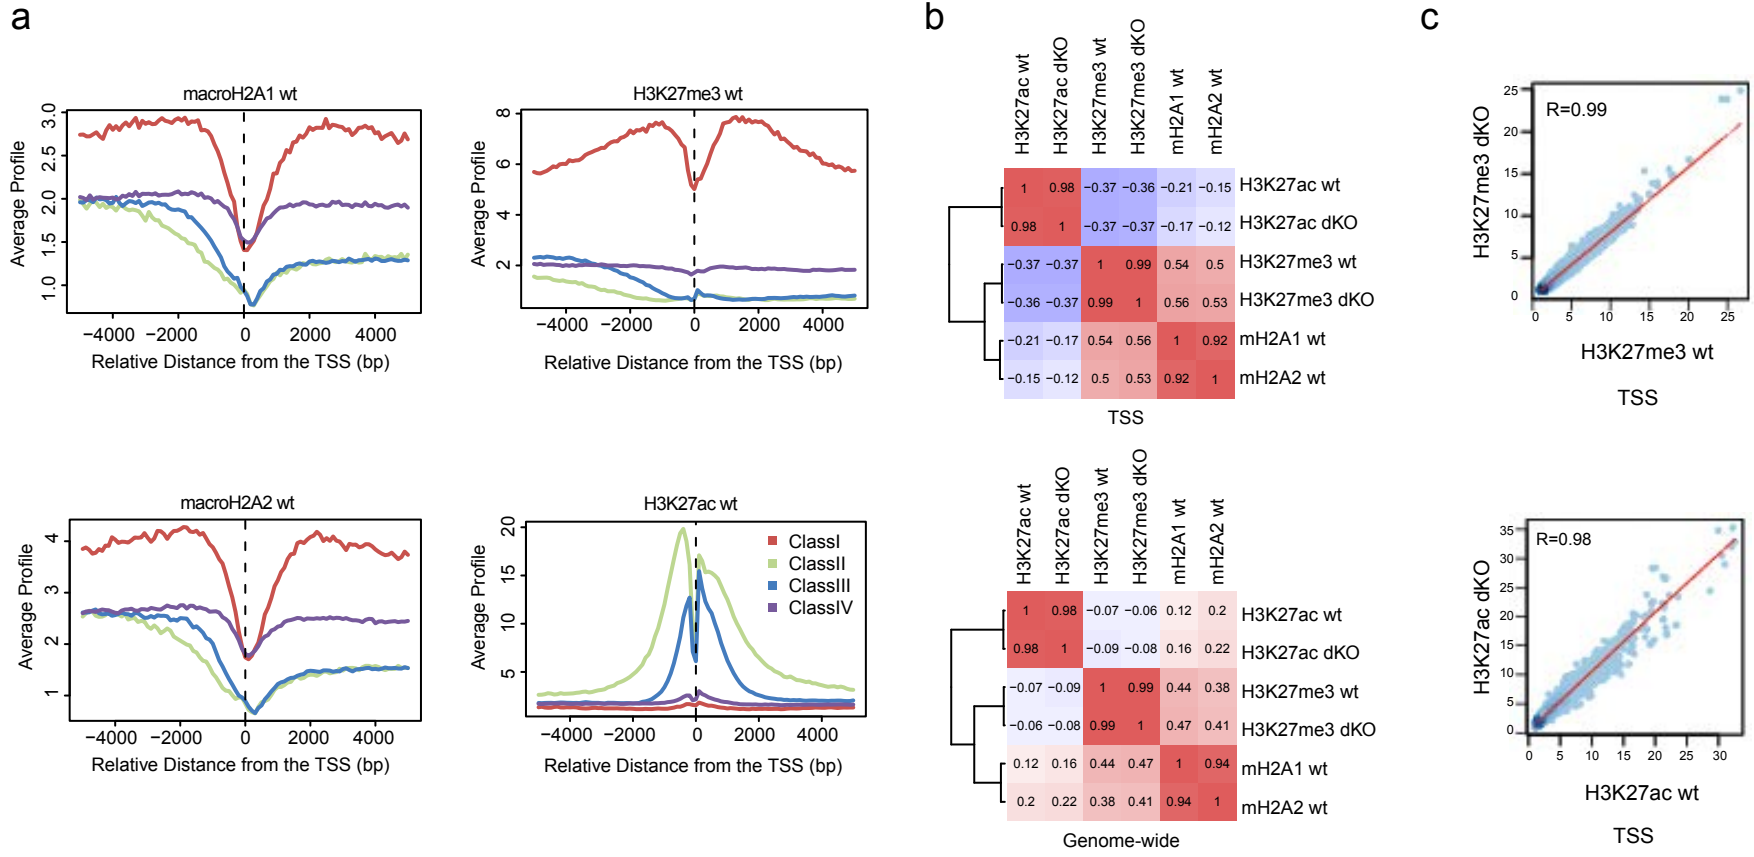 a
macroH2A1 wt
Average Profile
3.0
2.5
2.0
1.5
1.0
−4000 −2000 0 2000 4000
Relative Distance from the TSS (bp)
H3K27me3 wt
Average Profile
8
6
4
2
−4000 −2000 0 2000 4000
Relative Distance from the TSS (bp)
macroH2A2 wt
Average Profile
4
3
2
1
−4000 −2000 0 2000 4000
Relative Distance from the TSS (bp)
H3K27ac wt
Average Profile
20
15
10
5
ClassI
ClassII
ClassIII
ClassIV
−4000 −2000 0 2000 4000
Relative Distance from the TSS (bp)
b
H3K27ac wt
H3K27ac dKO
H3K27me3 wt
H3K27me3 dKO
mH2A1 wt
mH2A2 wt
1 0.98 −0.37 −0.36 −0.21 −0.15 H3K27ac wt
0.98 1 −0.37 −0.37 −0.17 −0.12 H3K27ac dKO
−0.37 −0.37 1 0.99 0.54 0.5 H3K27me3 wt
−0.36 −0.37 0.99 1 0.56 0.53 H3K27me3 dKO
−0.21 −0.17 0.54 0.56 1 0.92 mH2A1 wt
−0.15 −0.12 0.5 0.53 0.92 1 mH2A2 wt
TSS
H3K27ac wt
H3K27ac dKO
H3K27me3 wt
H3K27me3 dKO
mH2A1 wt
mH2A2 wt
1 0.98 −0.07 −0.06 0.12 0.2 H3K27ac wt
0.98 1 −0.09 −0.08 0.16 0.22 H3K27ac dKO
−0.07 −0.09 1 0.99 0.44 0.38 H3K27me3 wt
−0.06 −0.08 0.99 1 0.47 0.41 H3K27me3 dKO
0.12 0.16 0.44 0.47 1 0.94 mH2A1 wt
0.2 0.22 0.38 0.41 0.94 1 mH2A2 wt
Genome-wide
c
H3K27me3 dKO
25
20
15
10
5
0
R=0.99
0 5 10 15 20 25
H3K27me3 wt
TSS
H3K27ac dKO
35
30
25
20
15
10
5
0
R=0.98
0 5 10 15 20 25 30
H3K27ac wt
TSS